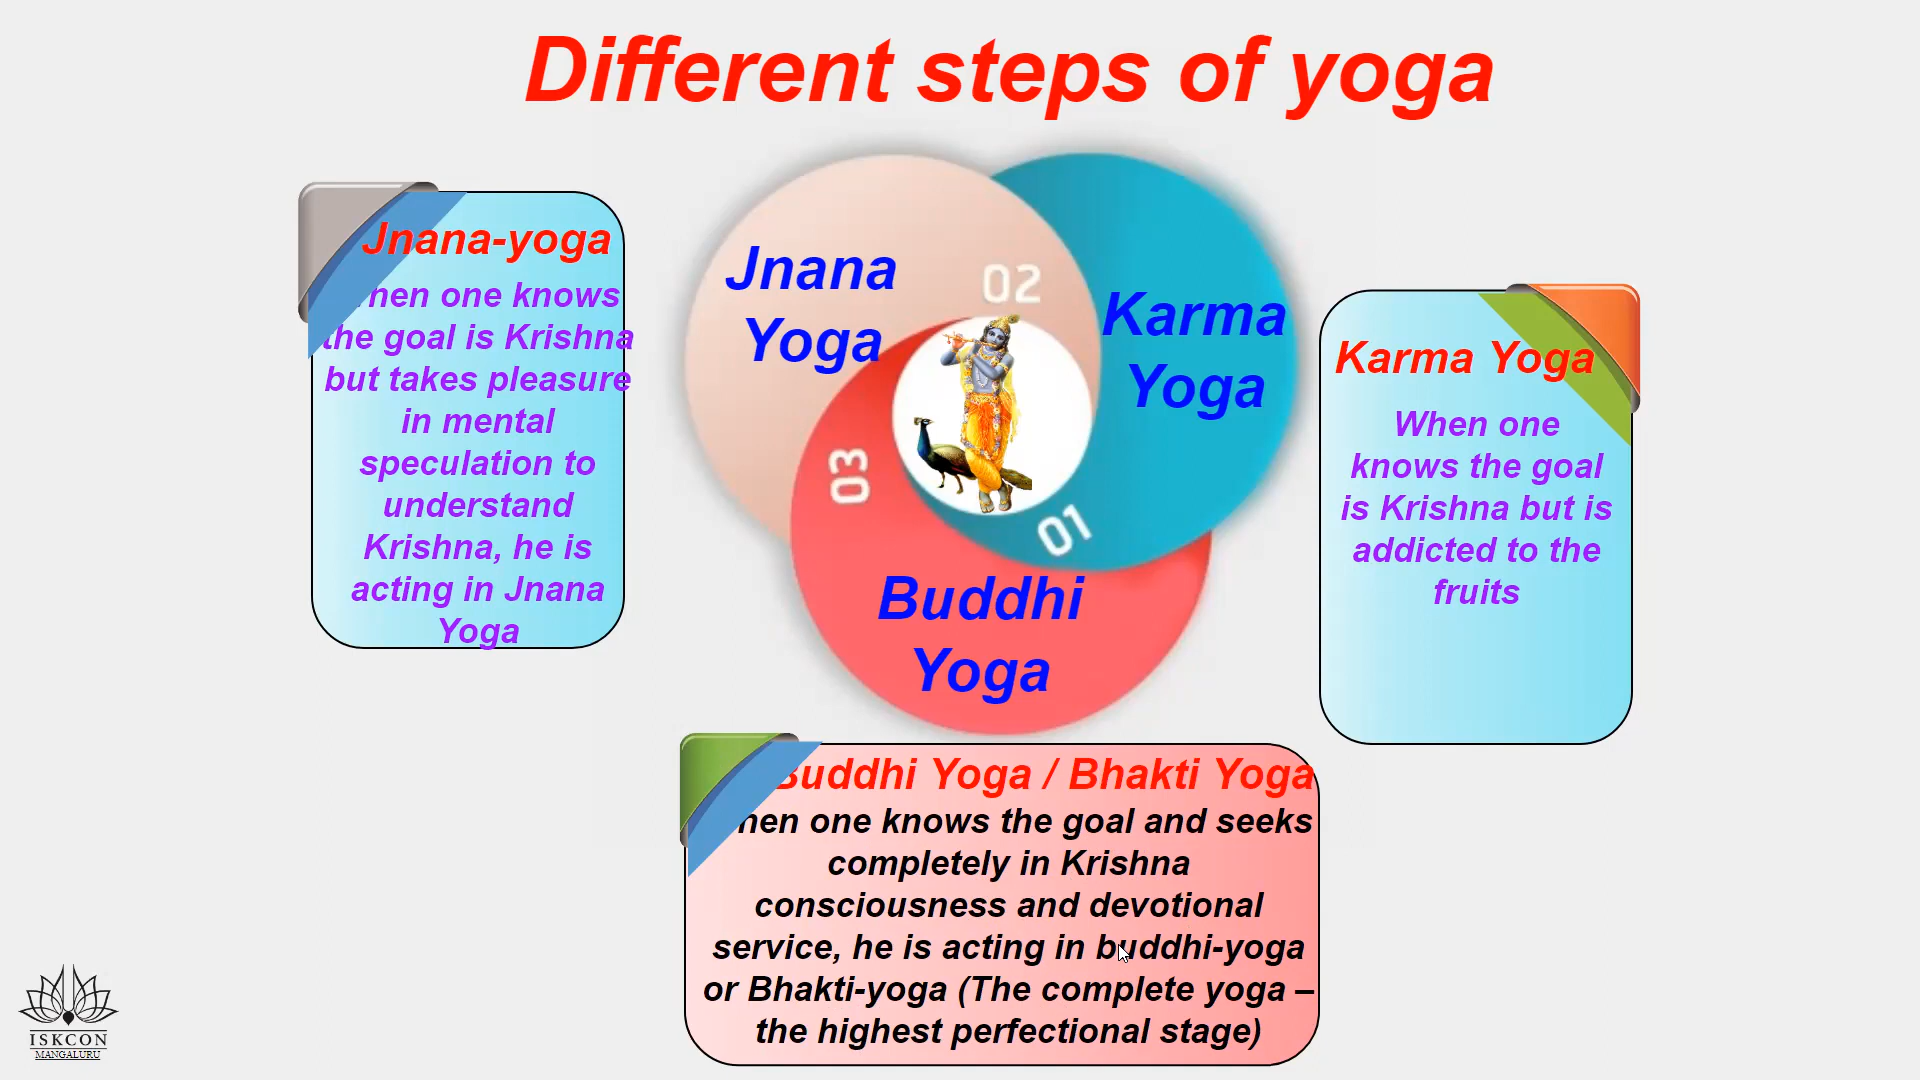 Different steps of yoga
Jnana-yoga
hen one knows
the goal is Krishna
but takes pleasure
in mental
speculation to
understand
Krishna, he is
acting in Jnana
Yoga
Jnana
Yoga
02
Karma
Yoga
03
01
Buddhi
Yoga
Karma Yoga
When one
knows the goal
is Krishna but is
addicted to the
fruits
Buddhi Yoga / Bhakti Yoga
hen one knows the goal and seeks
completely in Krishna
consciousness and devotional
service, he is acting in buddhi-yoga
or Bhakti-yoga (The complete yoga –
the highest perfectional stage)
ISKCON
MANGALURU